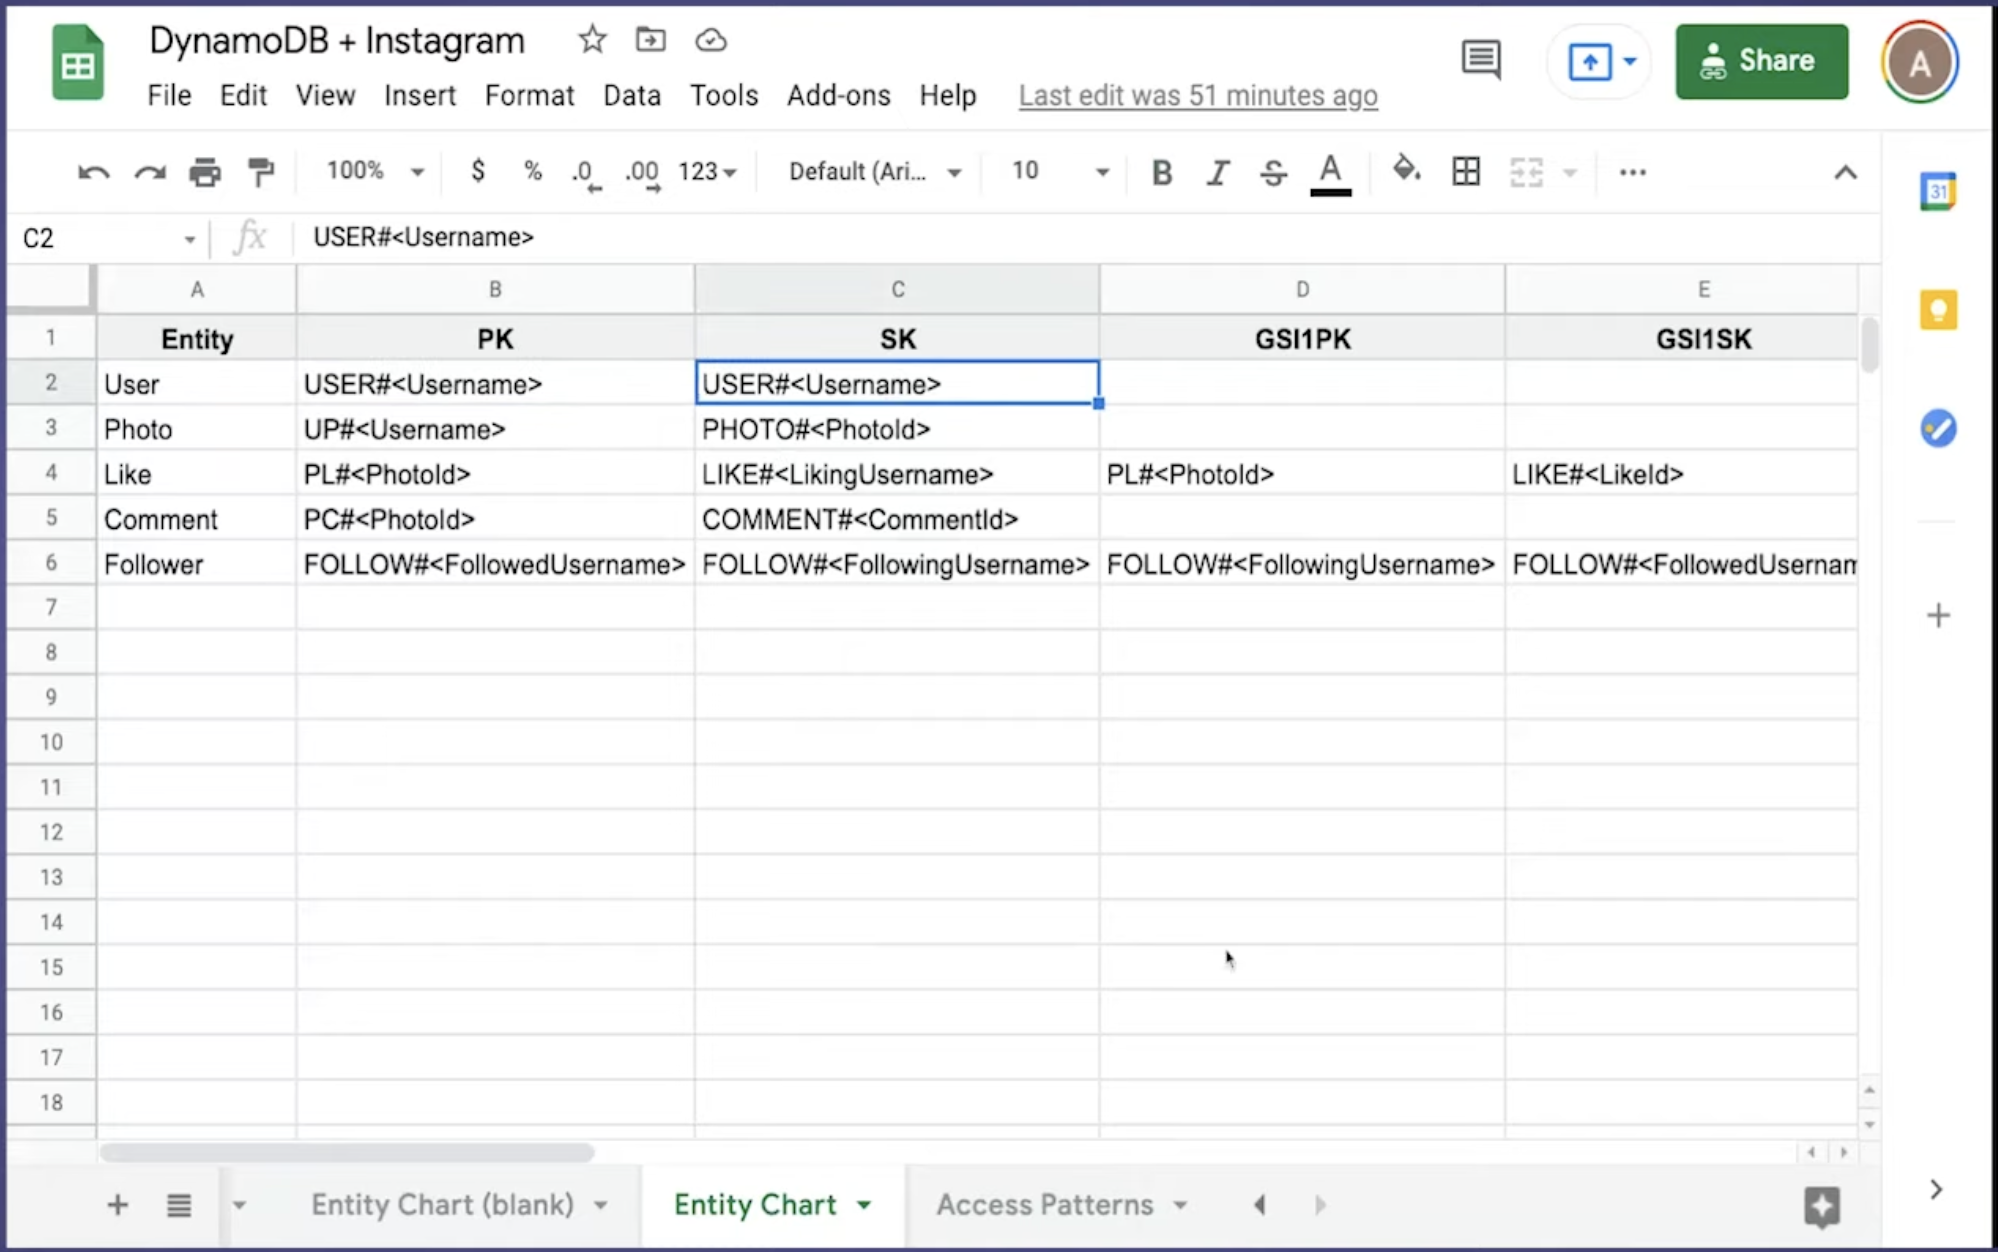 DynamoDB + Instagram
File Edit View Insert Format Data Tools Add-ons Help Last edit was 51 minutes ago
Share
A
100% $ % .0 .00 123 Default (Ari... 10 B I S A
31
C2 fx USER#<Username>
A B C D E
1 Entity PK SK GSI1PK GSI1SK
2 User USER#<Username> USER#<Username>
3 Photo UP#<Username> PHOTO#<PhotoId>
4 Like PL#<PhotoId> LIKE#<LikingUsername> PL#<PhotoId> LIKE#<LikeId>
5 Comment PC#<PhotoId> COMMENT#<CommentId>
6 Follower FOLLOW#<FollowedUsername> FOLLOW#<FollowingUsername> FOLLOW#<FollowingUsername> FOLLOW#<FollowedUsernam
7
8
9
10
11
12
13
14
15
16
17
18
Entity Chart (blank) Entity Chart Access Patterns